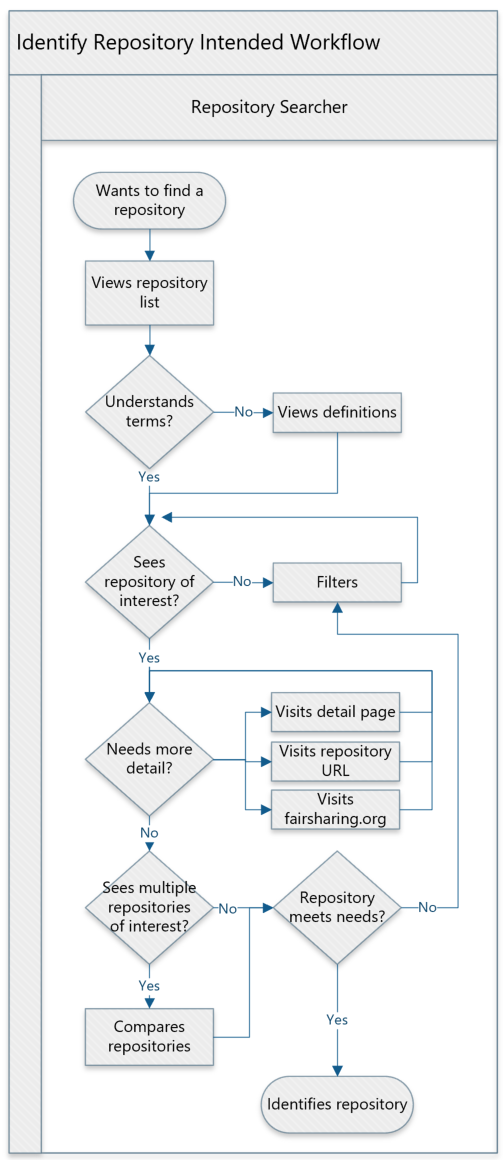 Identify Repository Intended Workflow
Repository Searcher
Wants to find a
repository
Views repository
list
Understands
terms?
No
Views definitions
Yes
Sees
repository of
interest?
No
Filters
Yes
Needs more
detail?
Visits detail page
Visits repository
URL
Visits
fairsharing.org
No
Sees multiple
repositories
of interest?
No
Repository
meets needs?
No
Yes
Compares
repositories
Yes
Identifies repository